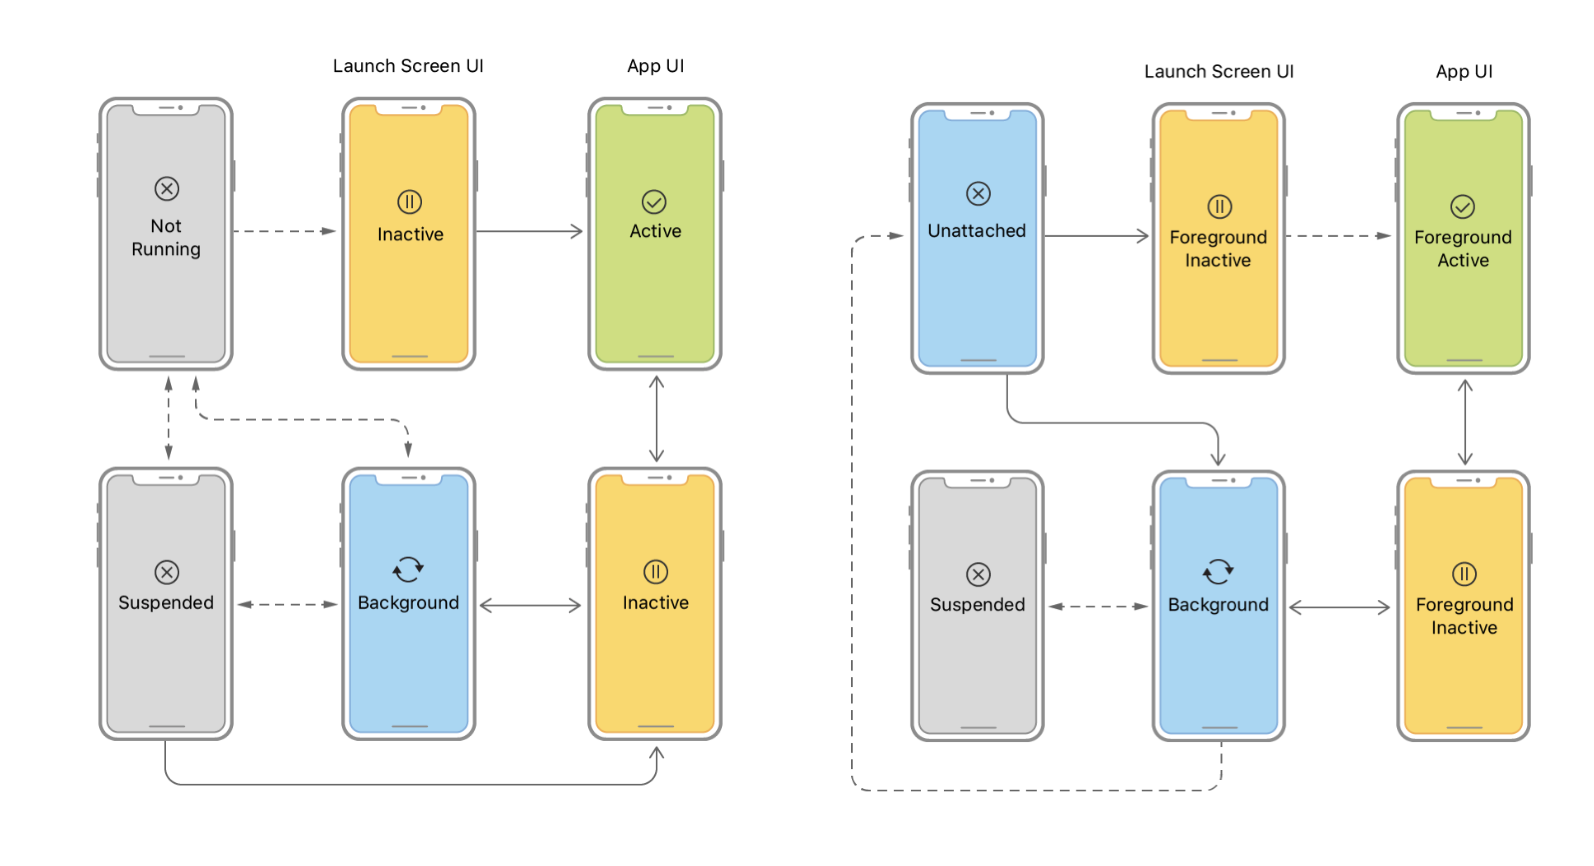 Launch Screen UI
App UI
Not
Running
Inactive
Active
Suspended
Background
Inactive
Launch Screen UI
App UI
Unattached
Foreground
Inactive
Foreground
Active
Suspended
Background
Foreground
Inactive